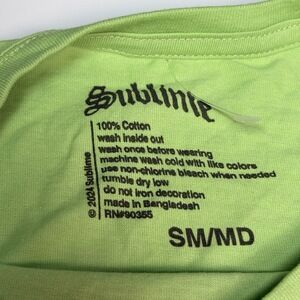 Sublime
100% Cotton
wash inside out
wash once before wearing
machine wash cold with like colors
use non-chlorine bleach when needed
tumble dry low
do not iron decoration
made in Bangladesh
RN#90355
© 2024 Sublime
SM/MD